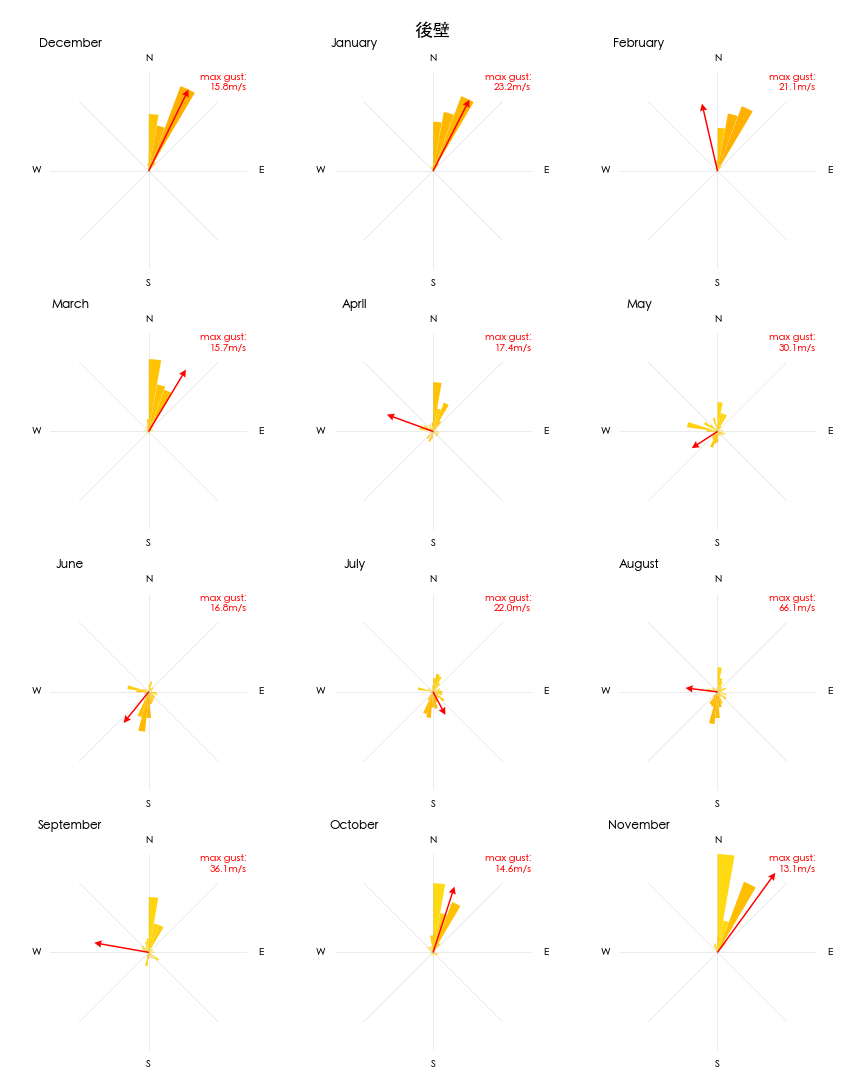 後壁
December
N
max gust:
15.8m/s
W
E
S
January
N
max gust:
23.2m/s
W
E
S
February
N
max gust:
21.1m/s
W
E
S
March
N
max gust:
15.7m/s
W
E
S
April
N
max gust:
17.4m/s
W
E
S
May
N
max gust:
30.1m/s
W
E
S
June
N
max gust:
16.8m/s
W
E
S
July
N
max gust:
22.0m/s
W
E
S
August
N
max gust:
66.1m/s
W
E
S
September
N
max gust:
36.1m/s
W
E
S
October
N
max gust:
14.6m/s
W
E
S
November
N
max gust:
13.1m/s
W
E
S